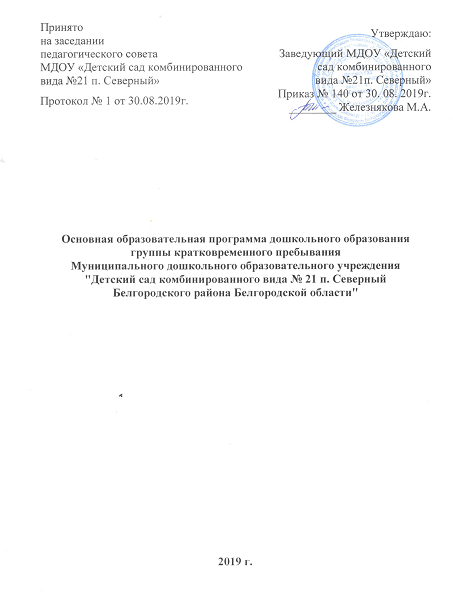 Принято
на заседании
педагогического совета
МДОУ «Детский сад комбинированного
вида №21 п. Северный»
Протокол № 1 от 30.08.2019г.
Утверждаю:
Заведующий МДОУ «Детский
сад комбинированного
вида №21п. Северный»
Приказ № 140 от 30. 08. 2019г.
Железнякова М.А.
Основная образовательная программа дошкольного образования
группы кратковременного пребывания
Муниципального дошкольного образовательного учреждения
"Детский сад комбинированного вида № 21 п. Северный
Белгородского района Белгородской области"
2019 г.